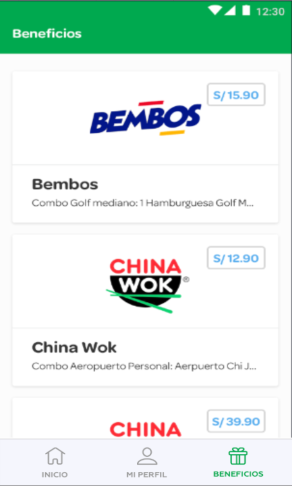 12:30
Beneficios
S/ 15.90
BEMBOS
Bembos
Combo Golf mediano: 1 Hamburguesa Golf M...
S/ 12.90
CHINA
WOK®
China Wok
Combo Aeropuerto Personal: Aerpuerto Chi J...
S/ 39.90
CHINA
INICIO
MI PERFIL
BENEFICIOS